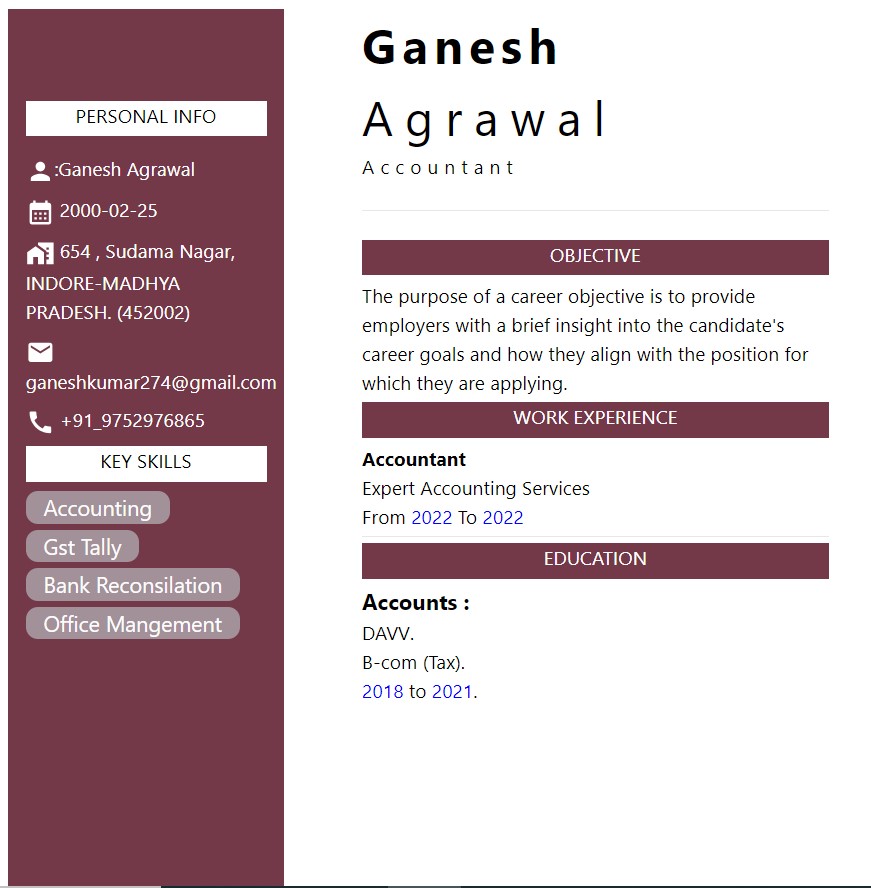 PERSONAL INFO
:Ganesh Agrawal
2000-02-25
654 , Sudama Nagar,
INDORE-MADHYA
PRADESH. (452002)
ganeshkumar274@gmail.com
+91_9752976865
KEY SKILLS
Accounting
Gst Tally
Bank Reconsilation
Office Mangement
Ganesh
Agrawal
Accountant
OBJECTIVE
The purpose of a career objective is to provide
employers with a brief insight into the candidate's
career goals and how they align with the position for
which they are applying.
WORK EXPERIENCE
Accountant
Expert Accounting Services
From 2022 To 2022
EDUCATION
Accounts :
DAVV.
B-com (Tax).
2018 to 2021.